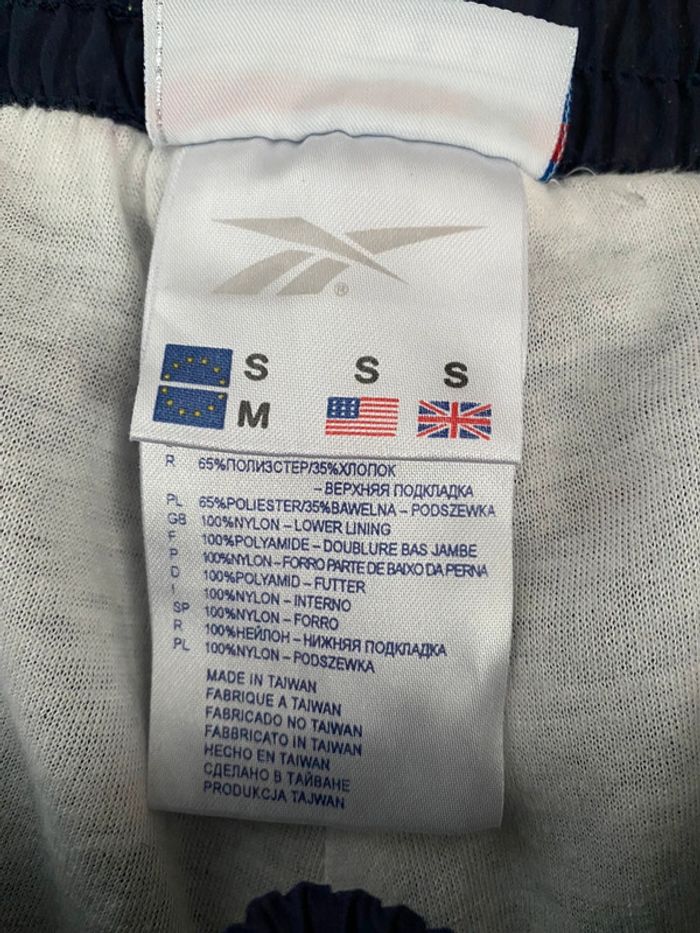 ®
S S S
M
R 65%ПОЛИЭСТЕР/35%ХЛОПОК
– ВЕРХНЯЯ ПОДКЛАДКА
PL 65%POLIESTER/35%BAWELNA – PODSZEWKA
GB 100%NYLON – LOWER LINING
F 100%POLYAMIDE – DOUBLURE BAS JAMBE
P 100%NYLON – FORRO PARTE DE BAIXO DA PERNA
D 100%POLYAMID – FUTTER
I 100%NYLON – INTERNO
SP 100%NYLON – FORRO
R 100%НЕЙЛОН – НИЖНЯЯ ПОДКЛАДКА
PL 100%NYLON – PODSZEWKA
MADE IN TAIWAN
FABRIQUE A TAIWAN
FABRICADO NO TAIWAN
FABBRICATO IN TAIWAN
HECHO EN TAIWAN
СДЕЛАНО В ТАЙВАНЕ
PRODUKCJA TAJWAN